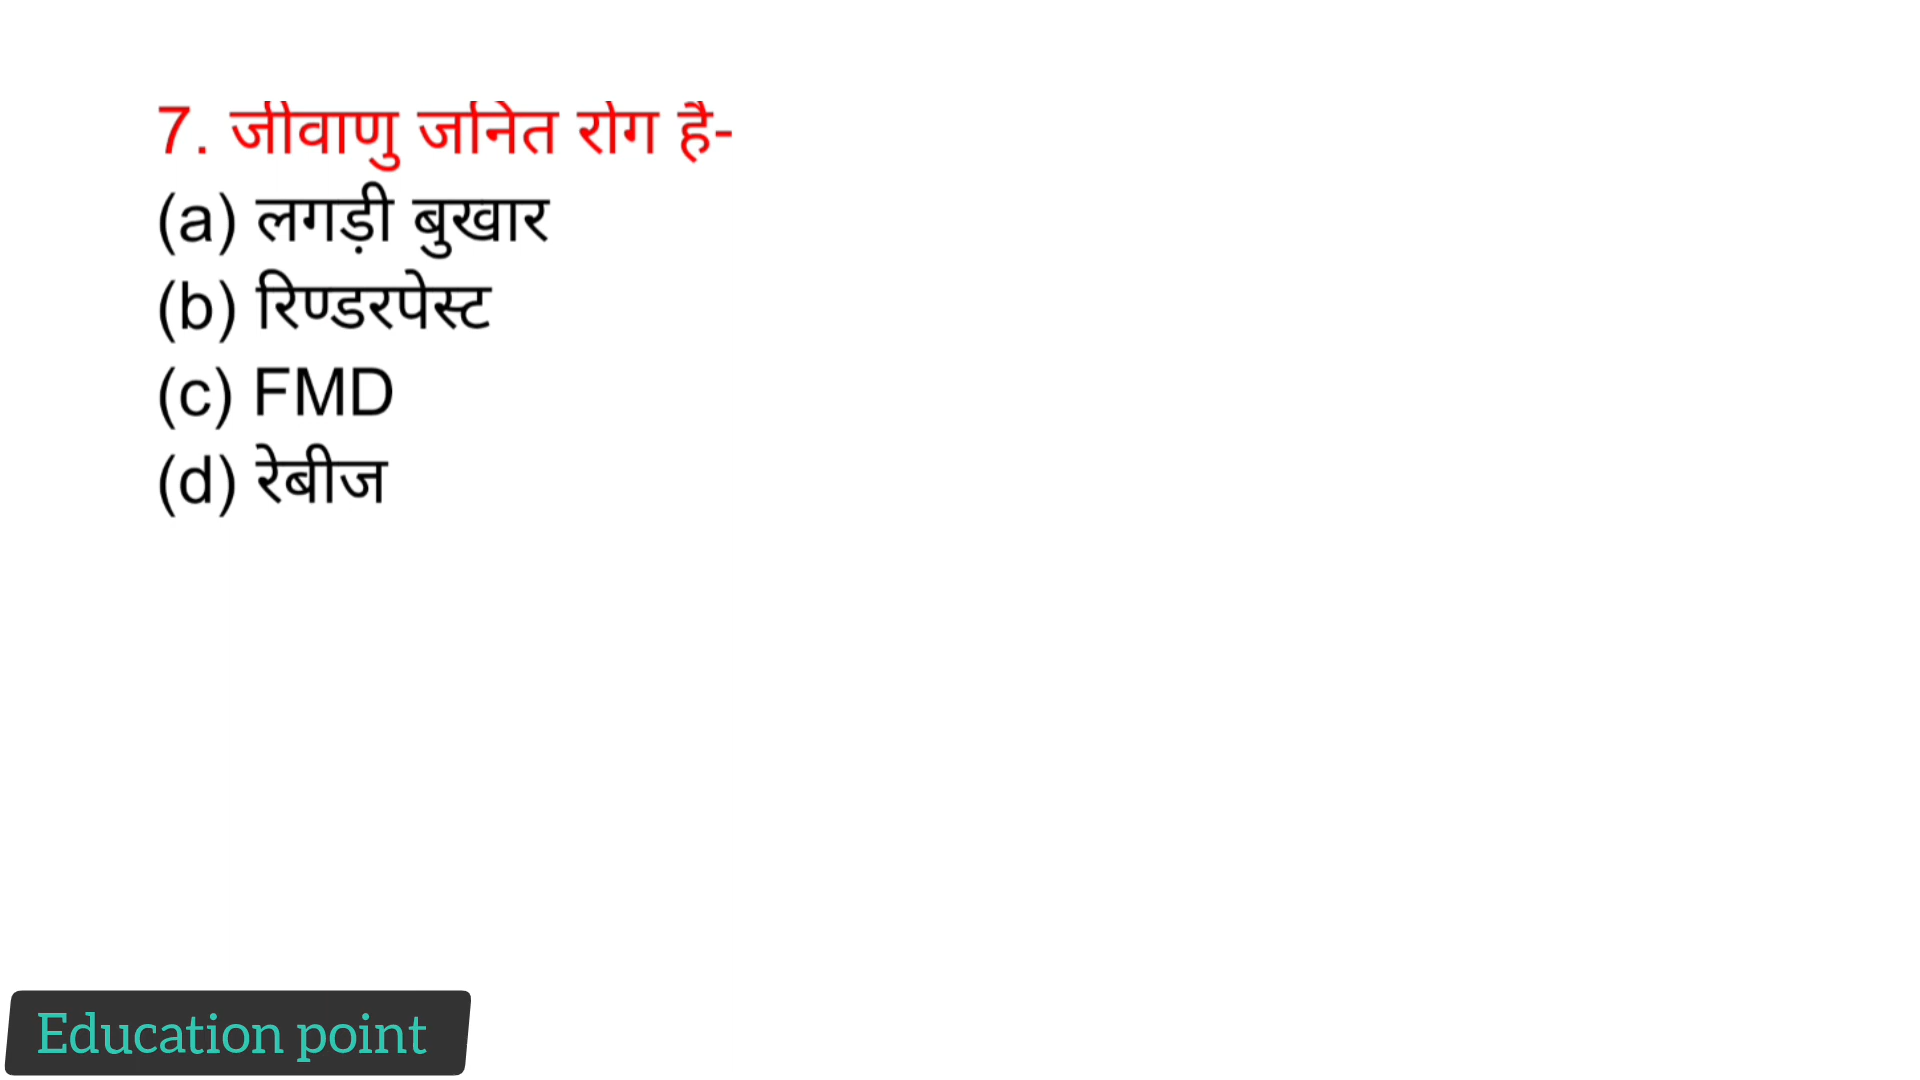 7. जीवाणु जनित रोग है-
(a) लगड़ी बुखार
(b) रिण्डरपेस्ट
(c) FMD
(d) रेबीज
Education point